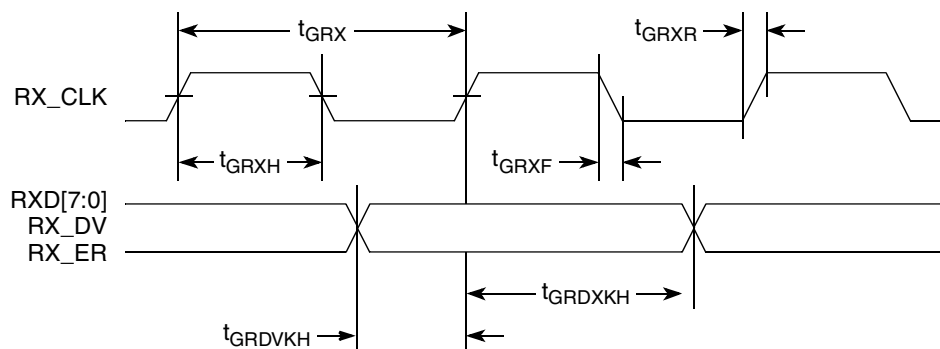 tGRX
tGRXR
RX_CLK
tGRXH
tGRXF
RXD[7:0]
RX_DV
RX_ER
tGRDXKH
tGRDVKH